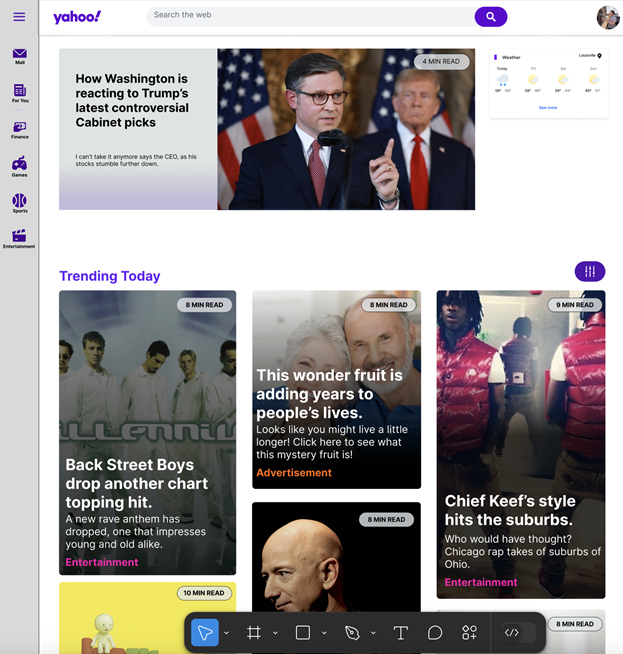 yahoo!
Search the web
Mail
For You
Finance
Games
Sports
Entertainment
How Washington is
reacting to Trump's
latest controversial
Cabinet picks
I can't take it anymore says the CEO, as his
stocks stumble further down.
4 MIN READ
Weather
Louisville
Today Fri Sat Sun
See more
Trending Today
8 MIN READ
Back Street Boys
drop another chart
topping hit.
A new rave anthem has
dropped, one that impresses
young and old alike.
Entertainment
8 MIN READ
This wonder fruit is
adding years to
people's lives.
Looks like you might live a little
longer! Click here to see what
this mystery fruit is!
Advertisement
9 MIN READ
Chief Keef's style
hits the suburbs.
Who would have thought?
Chicago rap takes of suburbs of
Ohio.
Entertainment
10 MIN READ
8 MIN READ
8 MIN READ